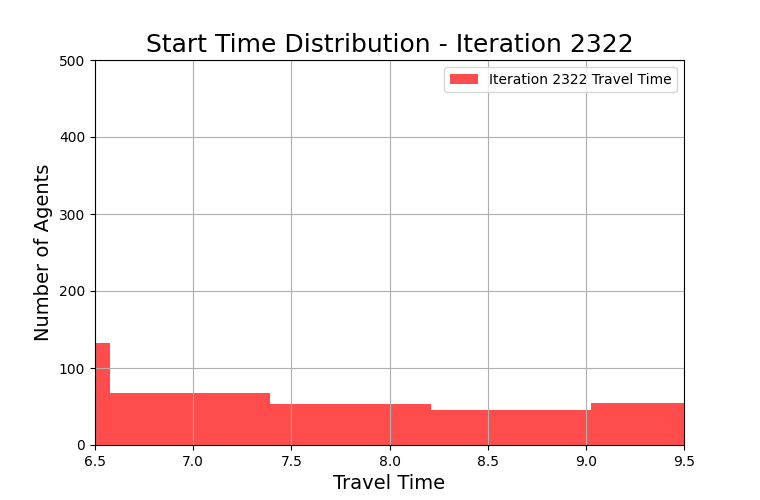 Start Time Distribution - Iteration 2322
Iteration 2322 Travel Time
Number of Agents
500
400
300
200
100
0
6.5 7.0 7.5 8.0 8.5 9.0 9.5
Travel Time